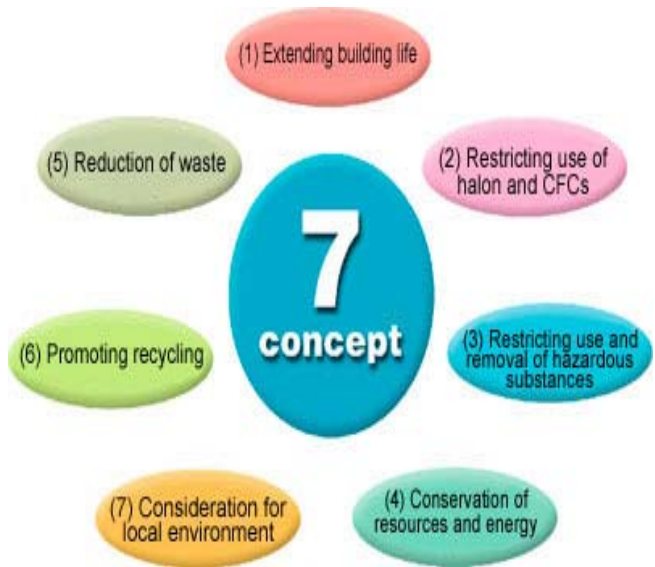 (1) Extending building life
(5) Reduction of waste
(2) Restricting use of
halon and CFCs
7
concept
(6) Promoting recycling
(3) Restricting use and
removal of hazardous
substances
(7) Consideration for
local environment
(4) Conservation of
resources and energy